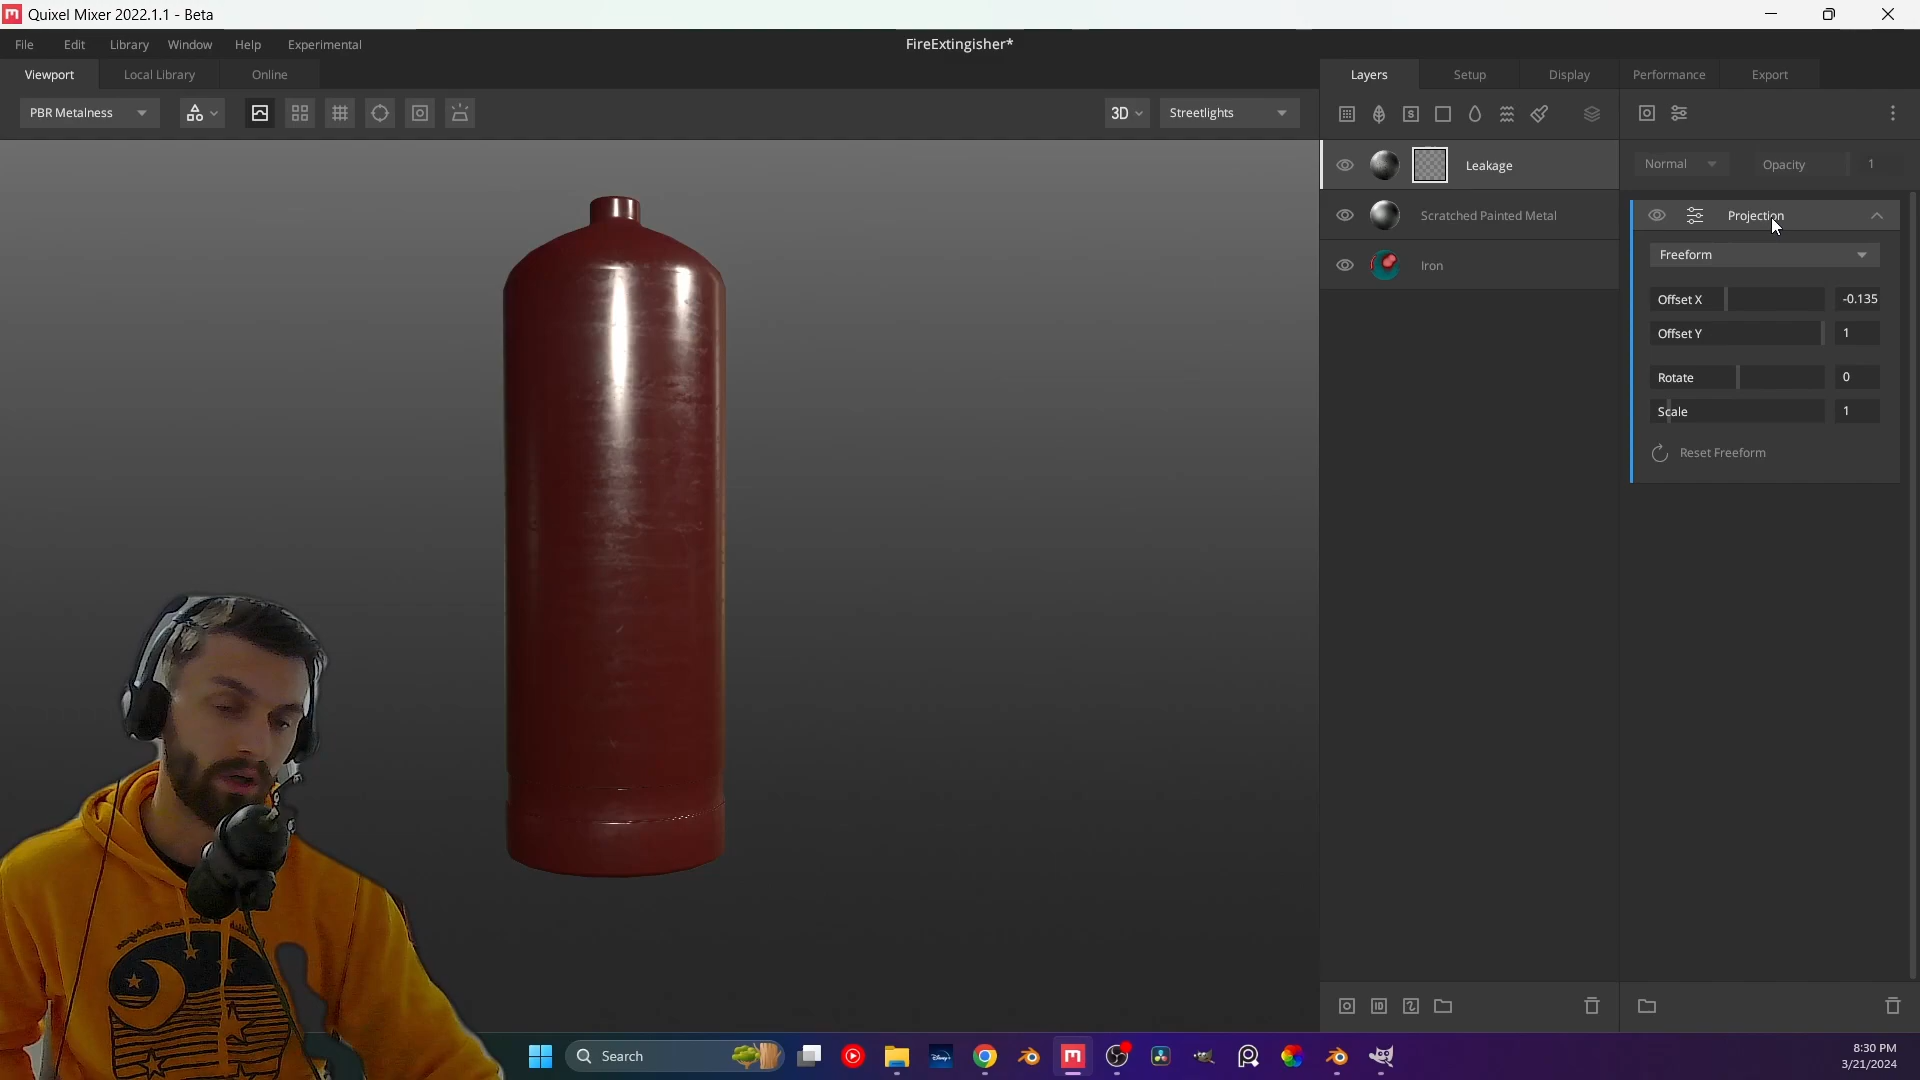 Quixel Mixer 2022.1.1 - Beta
File Edit Library Window Help Experimental
FireExtingisher*
Viewport Local Library Online
Layers Setup Display Performance Export
PBR Metalness
3D Streetlights
S
Leakage
Normal Opacity 1
Scratched Painted Metal
Projection
Iron
Freeform
Offset X -0.135
Offset Y 1
Rotate 0
Scale 1
Reset Freeform
ID
Search
Disney+
8:30 PM
3/21/2024